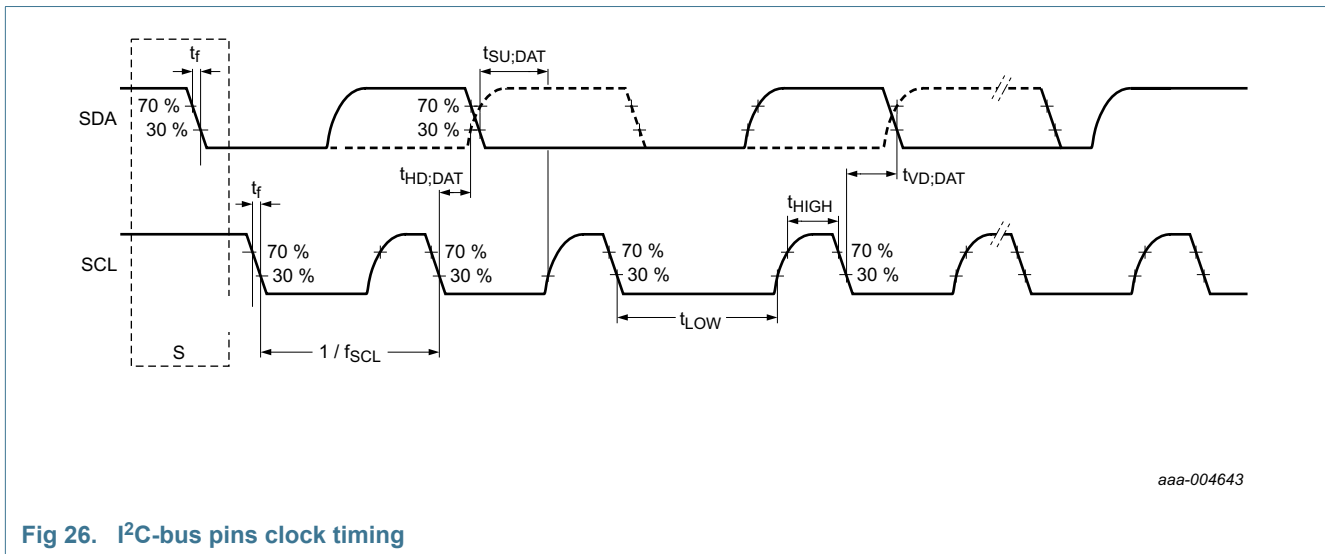 tf
tSU;DAT
SDA
70 %
30 %
70 %
30 %
tHD;DAT
tVD;DAT
tf
tHIGH
SCL
70 %
30 %
70 %
30 %
70 %
30 %
70 %
30 %
tLOW
S
1 / fSCL
aaa-004643
Fig 26. I²C-bus pins clock timing